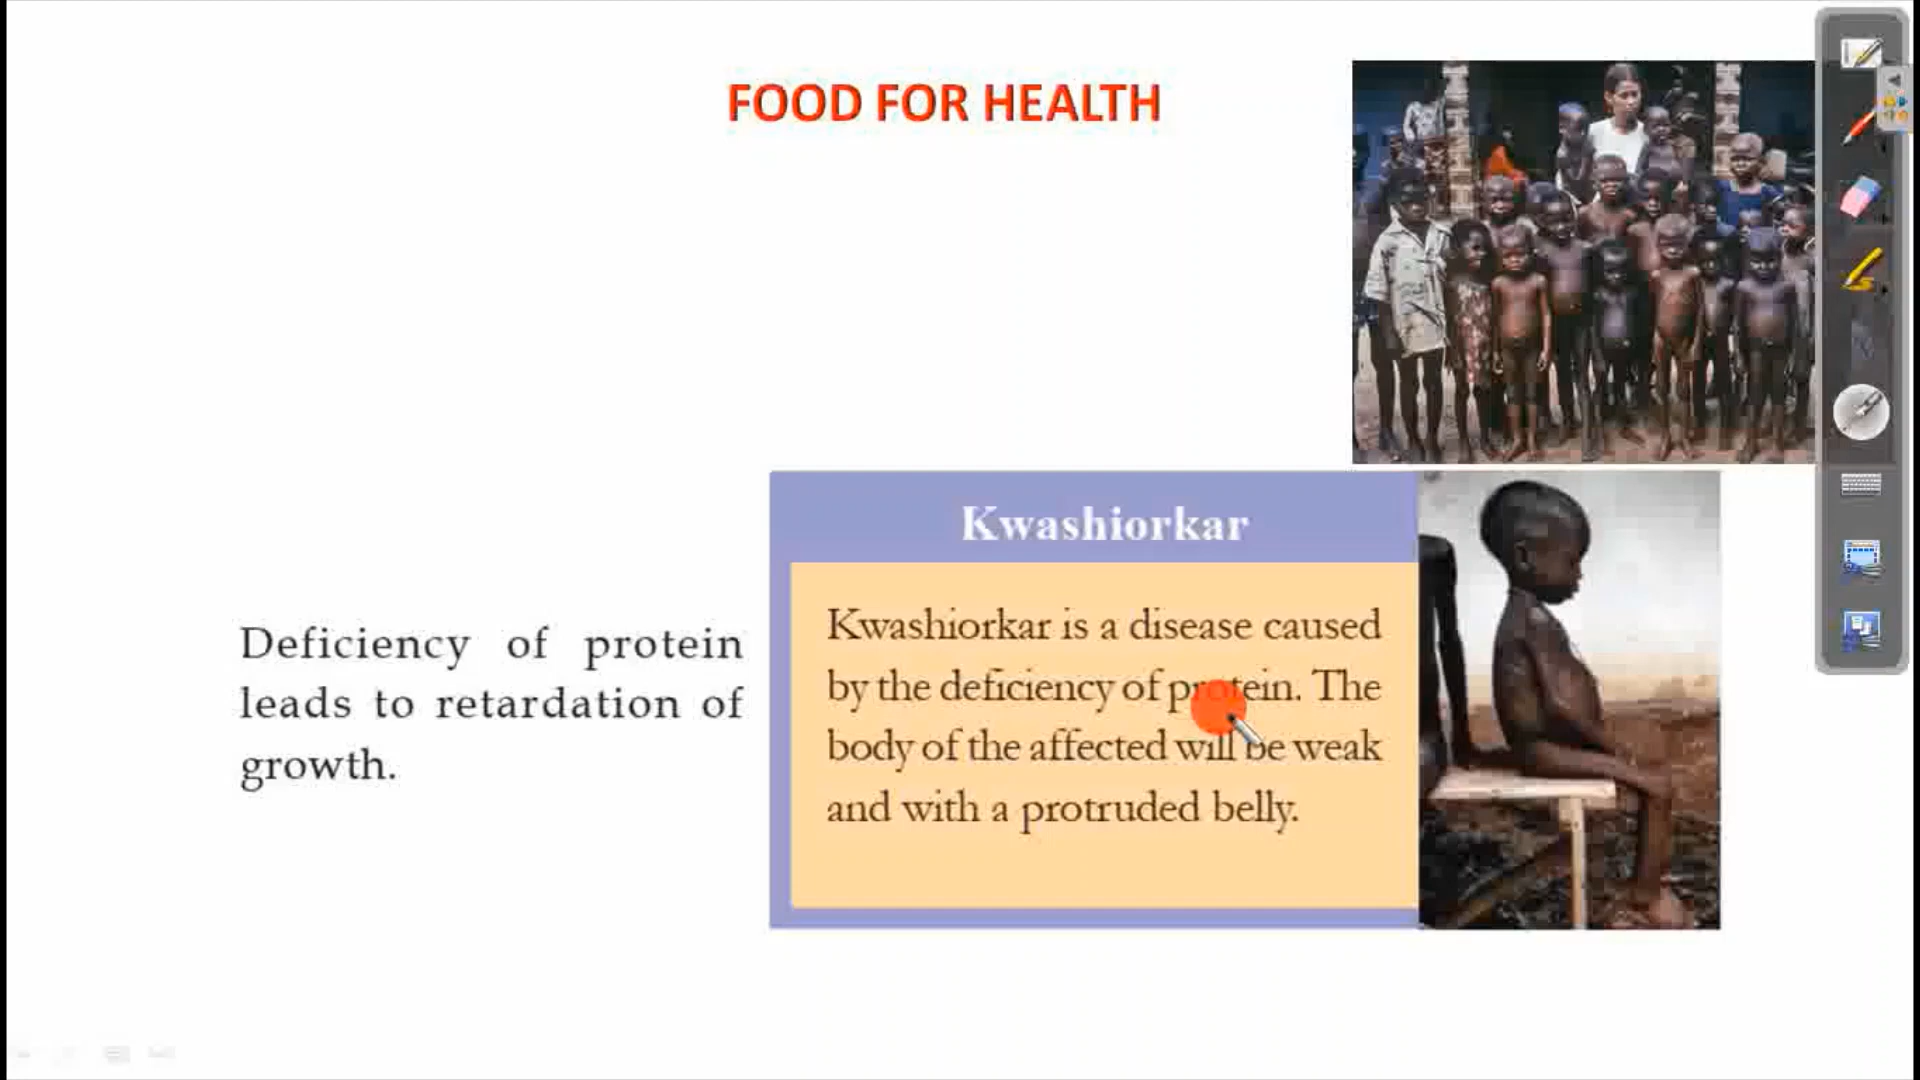 FOOD FOR HEALTH
Kwashiorkar
Deficiency of protein
leads to retardation of
growth.
Kwashiorkar is a disease caused
by the deficiency of protein. The
body of the affected will be weak
and with a protruded belly.